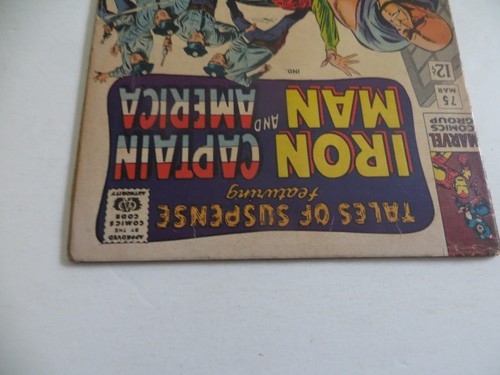 MARVEL
COMICS
GROUP
12¢
75
MAR
IND.
TALES OF SUSPENSE
featuring
IRON
MAN
AND
CAPTAIN
AMERICA
APPROVED
BY THE
COMICS
CODE
AUTHORITY